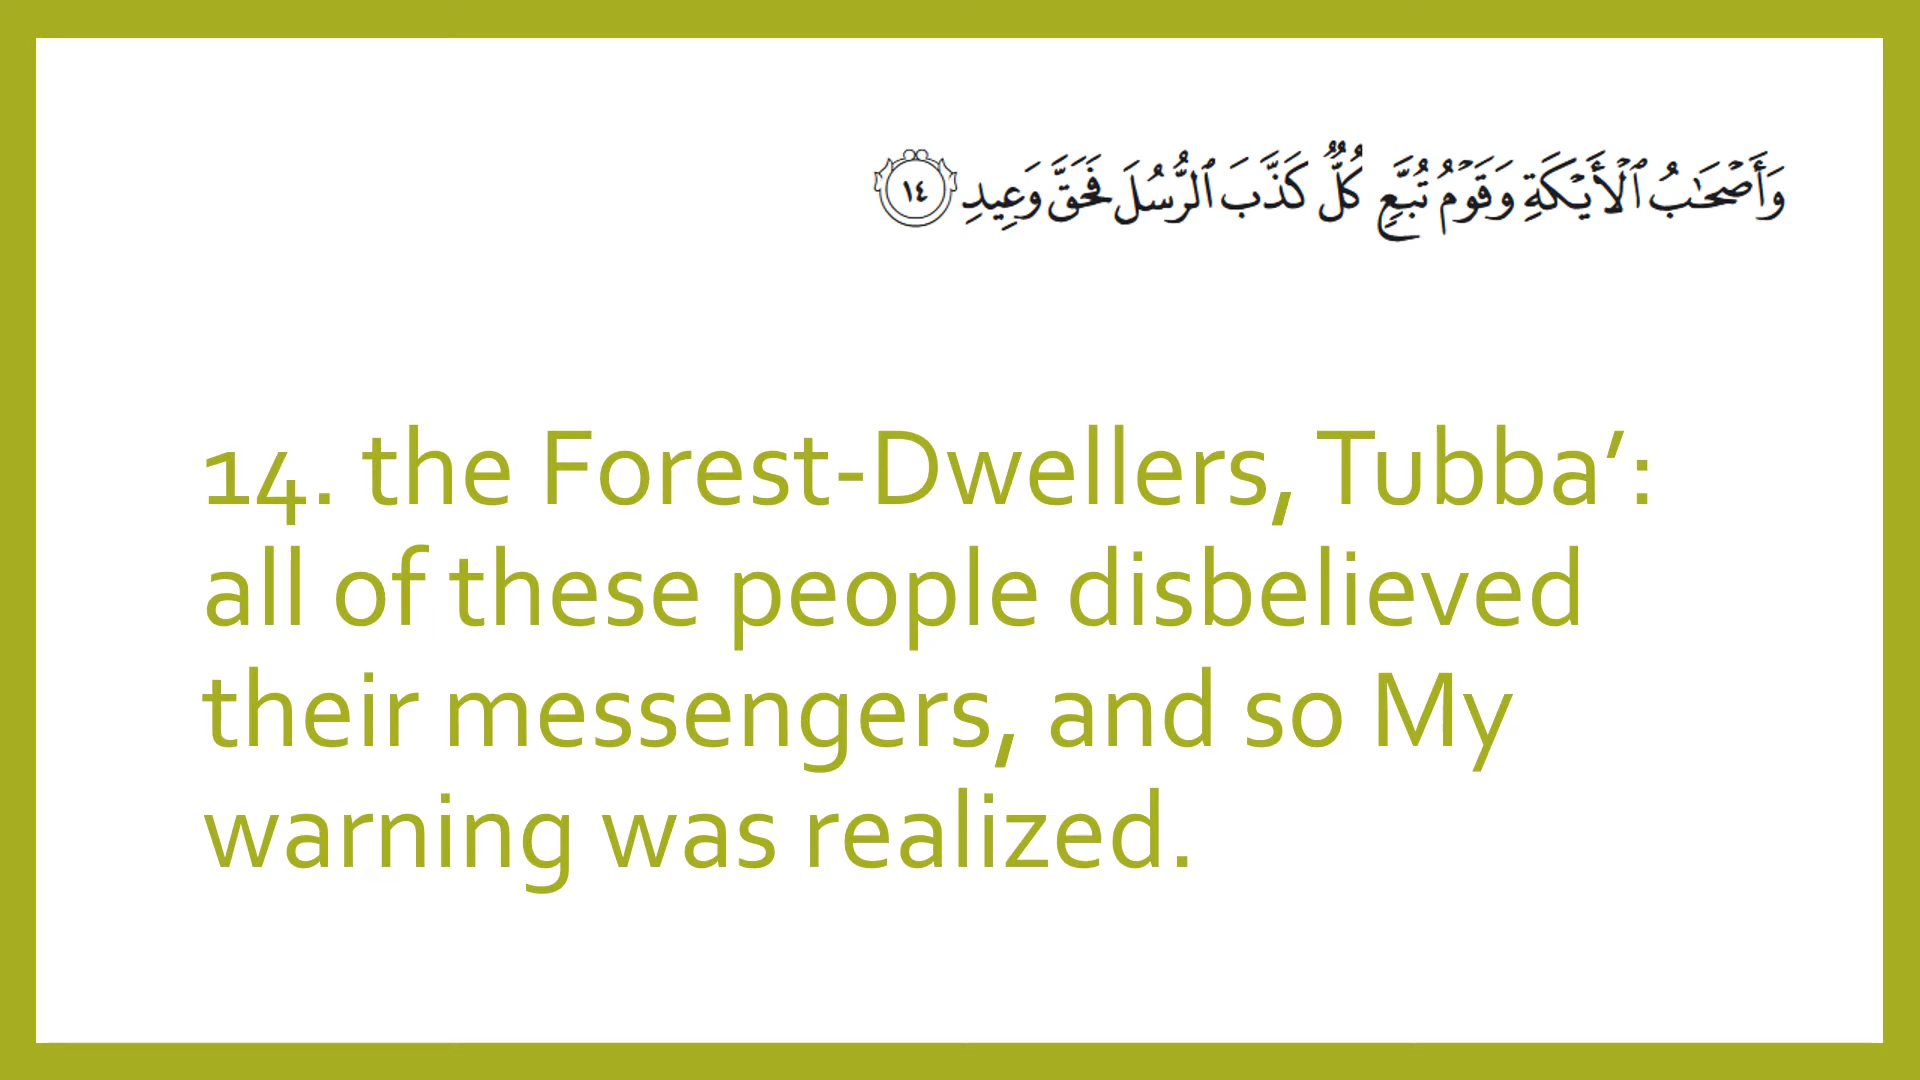 وَأَصْحَـٰبُ ٱلْأَيْكَةِ وَقَوْمُ تُبَّعٍ كُلٌّ كَذَّبَ ٱلرُّسُلَ فَحَقَّ وَعِيدِ ١٤
14. the Forest-Dwellers, Tubba’:
all of these people disbelieved
their messengers, and so My
warning was realized.